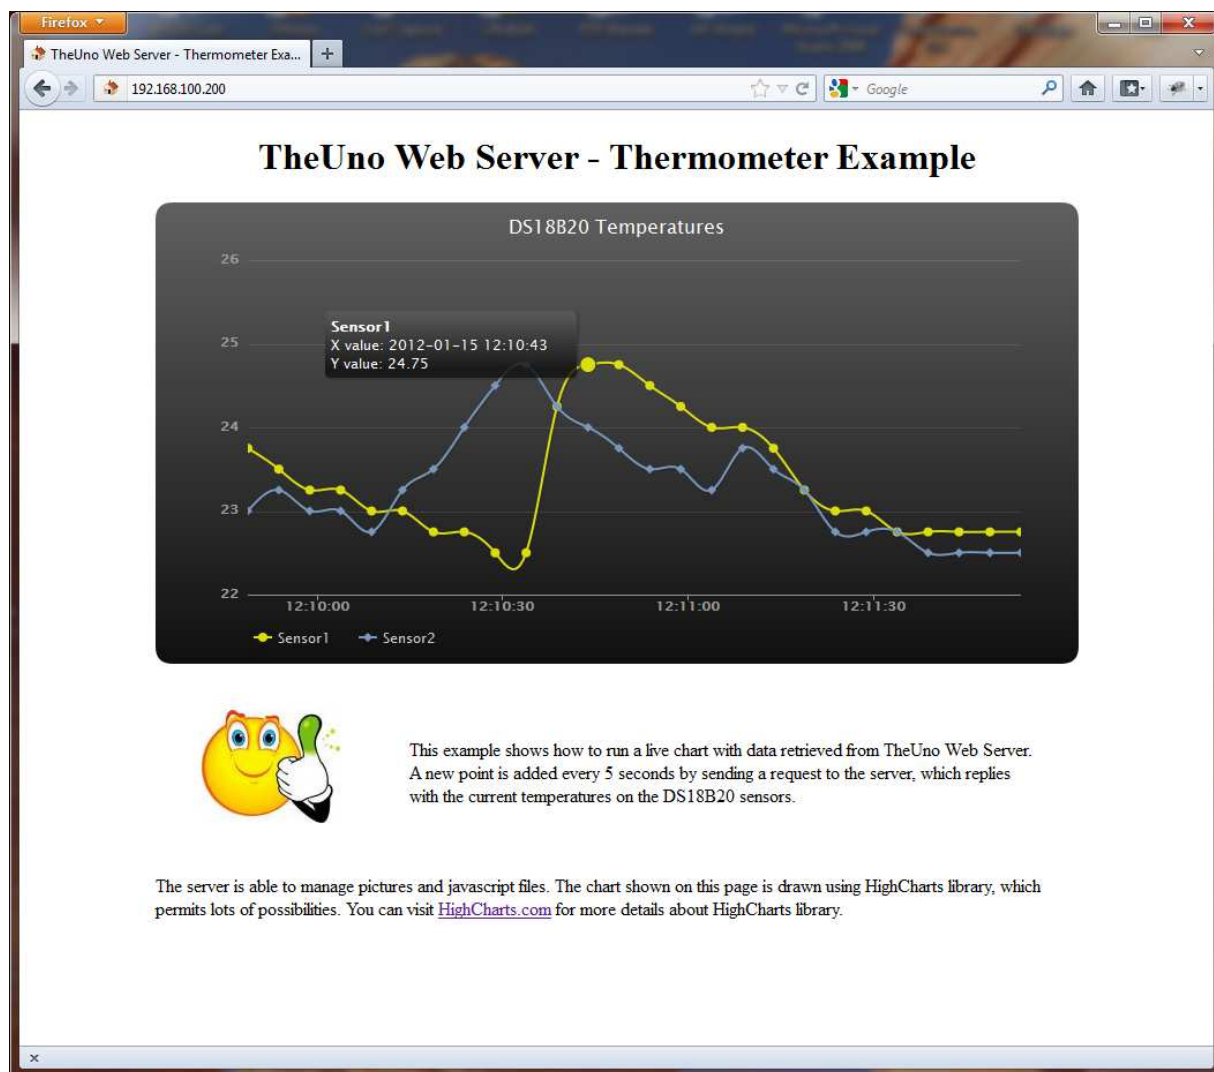 Firefox
TheUno Web Server - Thermometer Exa...
192.168.100.200
Google
TheUno Web Server - Thermometer Example
DS18B20 Temperatures
26
25
24
23
22
Sensor1
X value: 2012-01-15 12:10:43
Y value: 24.75
12:10:00 12:10:30 12:11:00 12:11:30
Sensor1 Sensor2
This example shows how to run a live chart with data retrieved from TheUno Web Server.
A new point is added every 5 seconds by sending a request to the server, which replies
with the current temperatures on the DS18B20 sensors.
The server is able to manage pictures and javascript files. The chart shown on this page is drawn using HighCharts library, which
permits lots of possibilities. You can visit HighCharts.com for more details about HighCharts library.